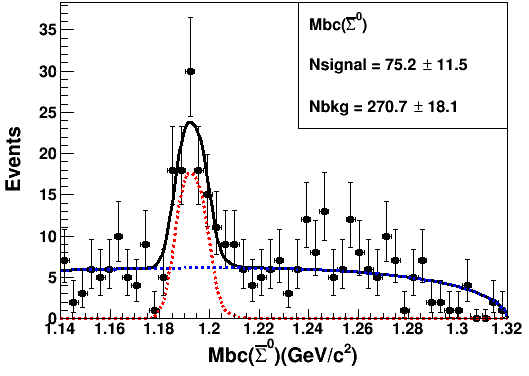 Mbc(Σ̅⁰)
Nsignal = 75.2 ± 11.5
Nbkg = 270.7 ± 18.1
Events
35
30
25
20
15
10
5
0
1.14 1.16 1.18 1.2 1.22 1.24 1.26 1.28 1.3 1.32
Mbc(Σ̅⁰)(GeV/c²)